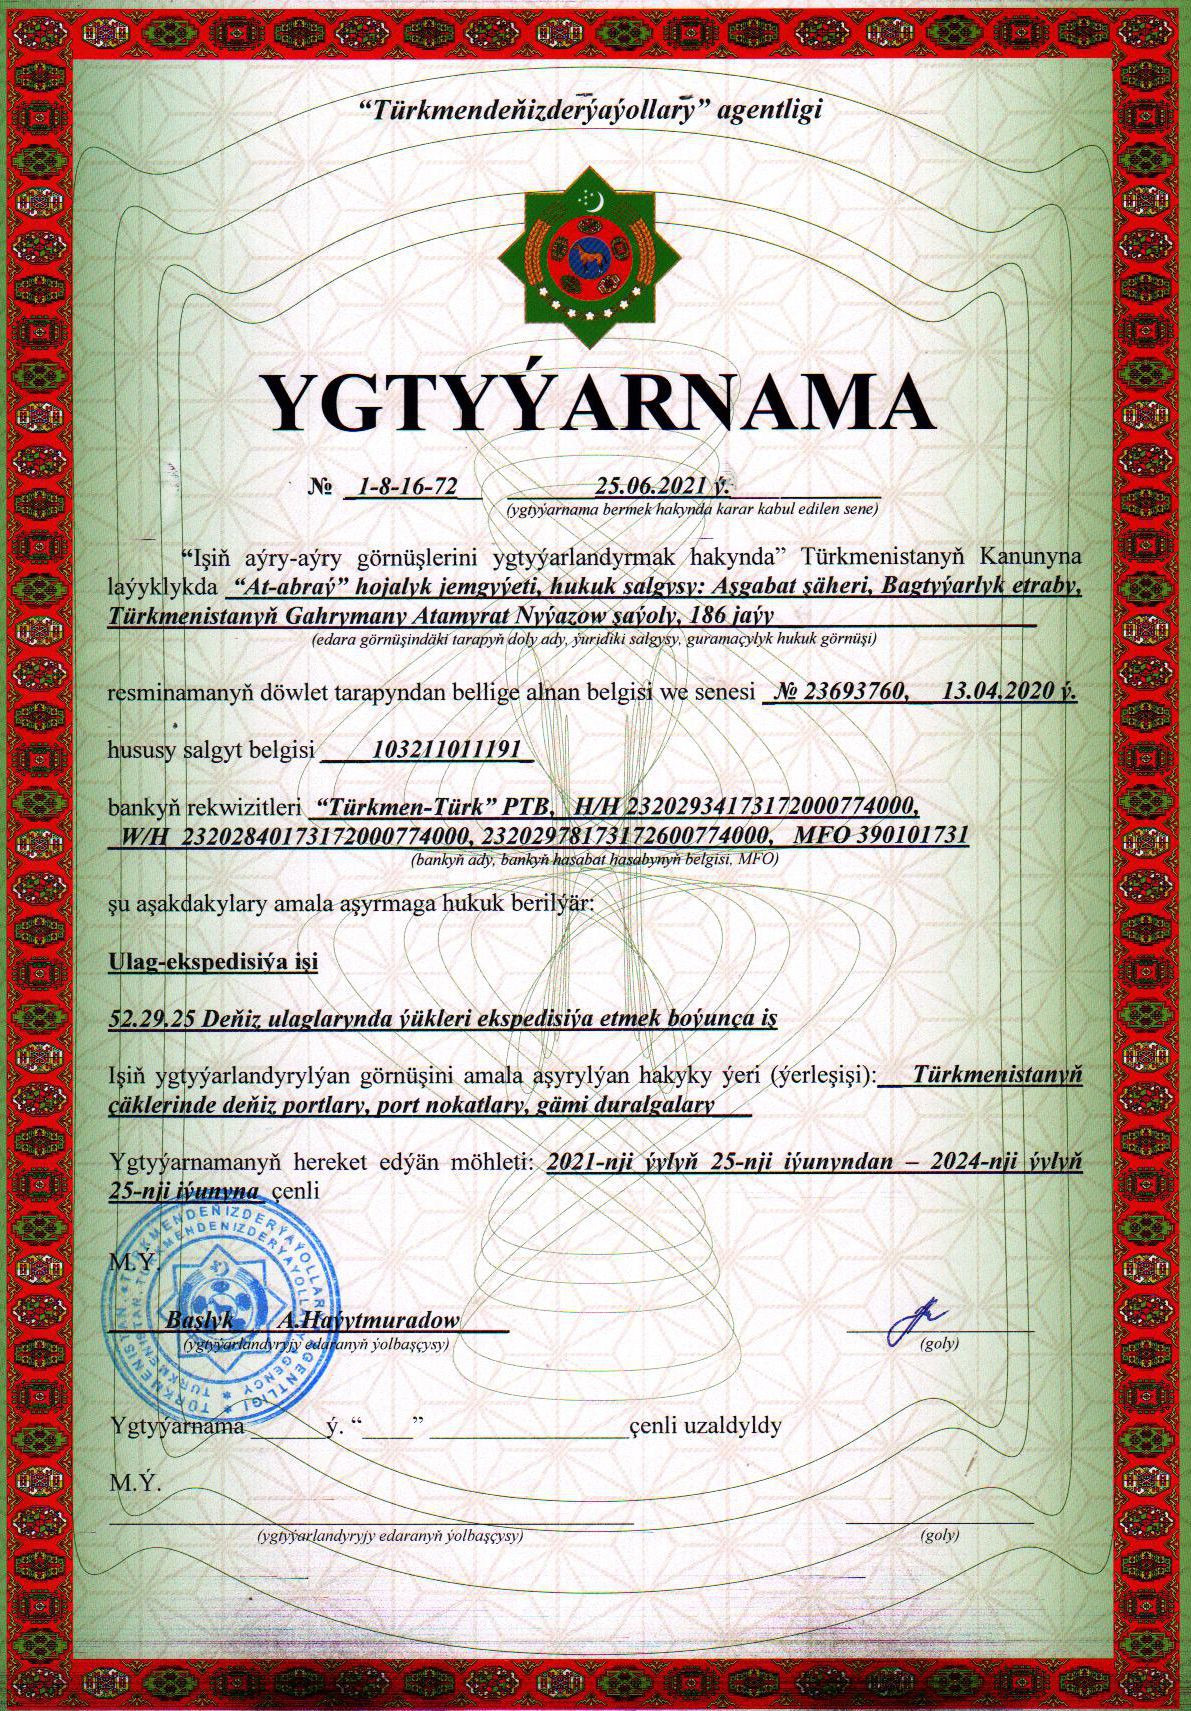 “Türkmendeňizderýaýollary” agentligi
YGTYÝARNAMA
№ 1-8-16-72 25.06.2021 ý.
(ygtyýarnama bermek hakynda karar kabul edilen sene)
“Işiň aýry-aýry görnüşlerini ygtyýarlandyrmak hakynda” Türkmenistanyň Kanunyna
laýyklykda “At-abraý” hojalyk jemgyýeti, hukuk salgysy: Aşgabat şäheri, Bagtyýarlyk etraby,
Türkmenistanyň Gahrymany Atamyrat Nyýazow şaýoly, 186 jaýy
(edara görnüşindäki tarapyň doly ady, ýuridiki salgysy, guramaçylyk hukuk görnüşi)
resminamanyň döwlet tarapyndan bellige alnan belgisi we senesi № 23693760, 13.04.2020 ý.
hususy salgyt belgisi 103211011191
bankyň rekwizitleri “Türkmen-Türk” PTB, H/H 23202934173172000774000,
W/H 23202840173172000774000, 23202978173172600774000, MFO 390101731
(bankyň ady, bankyň hasabat hasabynyň belgisi, MFO)
şu aşakdakylary amala aşyrmaga hukuk berilýär:
Ulag-ekspedisiýa işi
52.29.25 Deňiz ulaglarynda ýükleri ekspedisiýa etmek boýunça iş
Işiň ygtyýarlandyrylýan görnüşini amala aşyrylýan hakyky ýeri (ýerleşişi): Türkmenistanyň
çäklerinde deňiz portlary, port nokatlary, gämi duralgalary
Ygtyýarnamanyň hereket edýän möhleti: 2021-nji ýylyň 25-nji iýunyndan – 2024-nji ýylyň
25-nji iýunyna çenli
M.Ý.
Başlyk A.Haýytmuradow
(ygtyýarlandyryjy edaranyň ýolbaşçysy) (goly)
Ygtyýarnama ______ý. “____” ________________çenli uzaldyldy
M.Ý.
(ygtyýarlandyryjy edaranyň ýolbaşçysy) (goly)